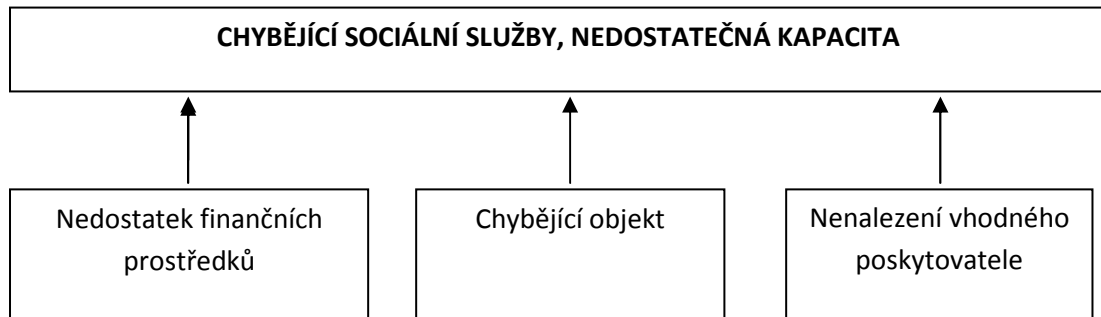 CHYBĚJÍCÍ SOCIÁLNÍ SLUŽBY, NEDOSTATEČNÁ KAPACITA
Nedostatek finančních
prostředků
Chybějící objekt
Nenalezení vhodného
poskytovatele